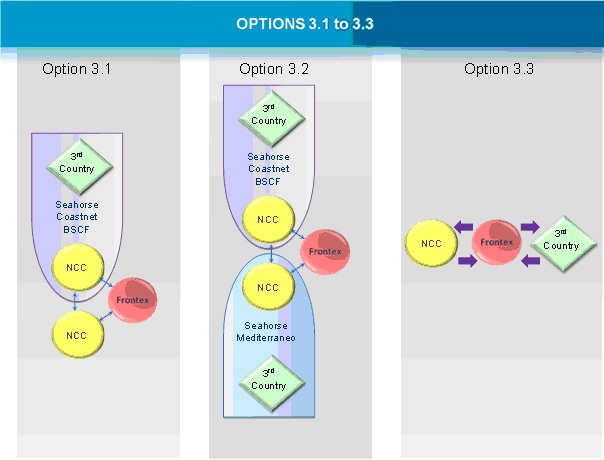 OPTIONS 3.1 to 3.3
Option 3.1
3rd
Country
Seahorse
Coastnet
BSCF
NCC
Frontex
NCC
Option 3.2
3rd
Country
Seahorse
Coastnet
BSCF
NCC
Frontex
NCC
Seahorse
Mediterraneo
3rd
Country
Option 3.3
NCC
Frontex
3rd
Country